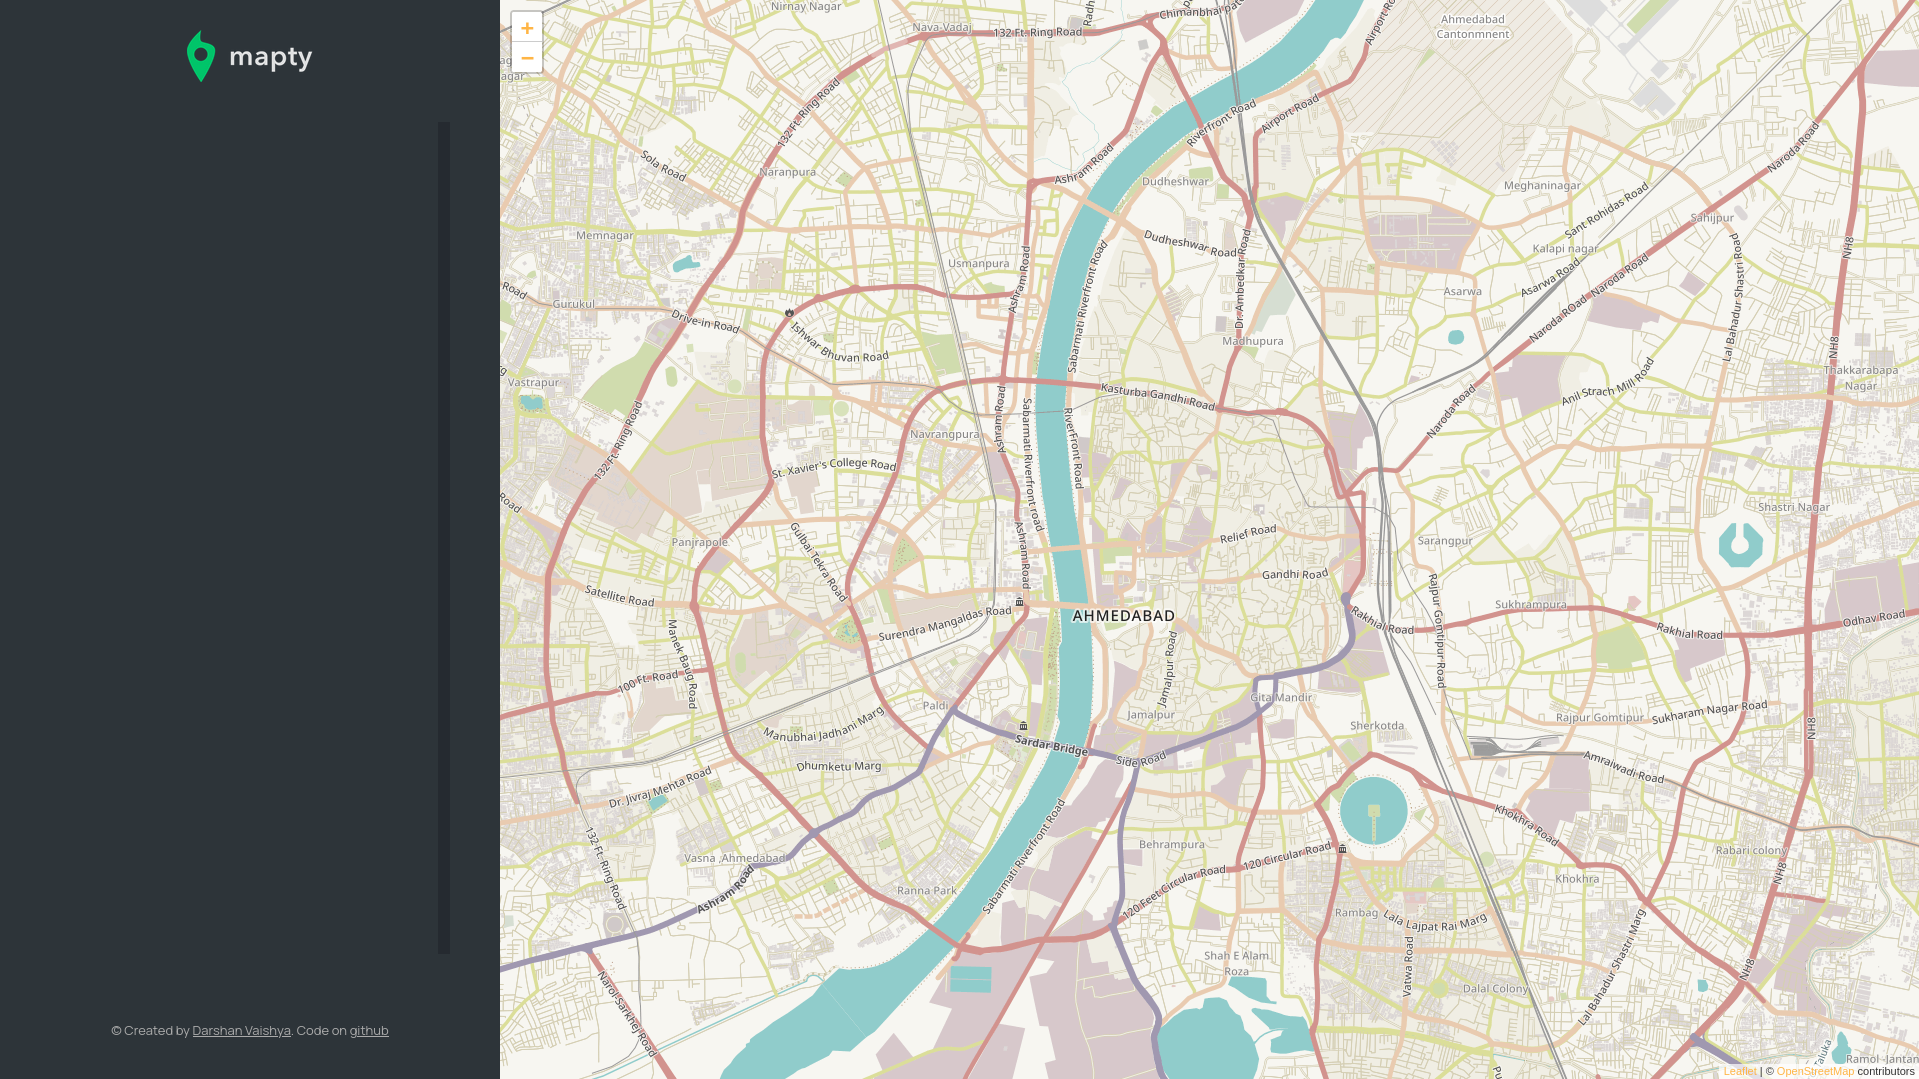 mapty
© Created by Darshan Vaishya. Code on github
+
−
Nirnay Nagar
Nava-Vadaj
132 Ft. Ring Road
Chimanbhai
Ahmedabad
Cantonmnent
132 Ft. Ring Road
Riverfront Road
Airport Road
Naroda Road
Sola Road
Naranpura
Ashram Road
Dudheshwar
Meghaninagar
Sant Rohidas Road
Sahijpur
Memnagar
Dudheshwar Road
Kalapi nagar
NH8
Usmanpura
Ashram Road
Sabarmati Riverfront Road
Dr. Ambedkar Road
Asarwa
Asarwa Road
Naroda Road
Lal Bahadur Shastri Road
Road
Gurukul
Drive-in Road
Ishwar Bhuvan Road
Madhupura
Naroda ROad
NH8
Vastrapur
Kasturba Gandhi Road
Anil Strach Mill Road
Thakkarabapa
Nagar
132 Ft. Ring Road
Navrangpura
Ashram Road
Sabarmati Riverfront road
RiverFront Road
Naroda Road
St. Xavier's College Road
Road
Shastri Nagar
Panjrapole
Gulbai Tekra Road
Ashram Road
Relief Road
Sarangpur
Gandhi Road
Satellite Road
Surendra Mangaldas Road
AHMEDABAD
Rakhial Road
Rajpur Gomtipur Road
Sukhrampura
Rakhial Road
Odhav Road
Manek Baug Road
100 Ft. Road
Jamalpur Road
Paldi
Jamalpur
Gita Mandir
Sherkotda
Rajpur Gomtipur
Sukharam Nagar Road
NH8
Manubhai Jadhani Marg
Sardar Bridge
Side Road
Dhumketu Marg
Amraiwadi Road
Dr. Jivraj Mehta Road
132 Ft. Ring Road
Sabarmati Riverfront Road
Khokhra Road
Vasna ,Ahmedabad
Behrampura
120 Circular Road
Rabari colony
Ashram Road
Ranna Park
120 Feet Circular Road
Khokhra
NH8
Rambag
Lala Lajpat Rai Marg
Shah E Alam
Roza
Vatwa Road
Lal Bahadur Shastri Marg
NH8
Narol-Sarkhej Road
Dalal Colony
Ramol -Jantan
Leaflet | © OpenStreetMap contributors